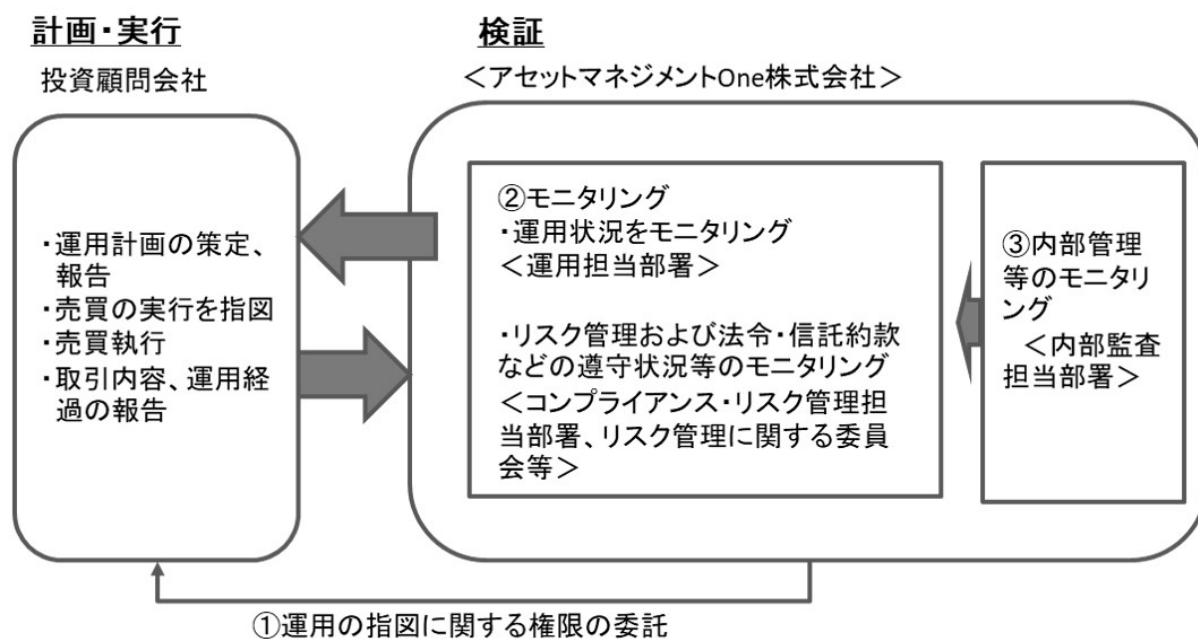 計画・実行
投資顧問会社
・運用計画の策定、
報告
・売買の実行を指図
・売買執行
・取引内容、運用経
過の報告
検証
＜アセットマネジメントOne株式会社＞
②モニタリング
・運用状況をモニタリング
＜運用担当部署＞
・リスク管理および法令・信託約款
などの遵守状況等のモニタリング
＜コンプライアンス・リスク管理担
当部署、リスク管理に関する委員
会等＞
③内部管理
等のモニタリ
ング
＜内部監査
担当部署＞
①運用の指図に関する権限の委託